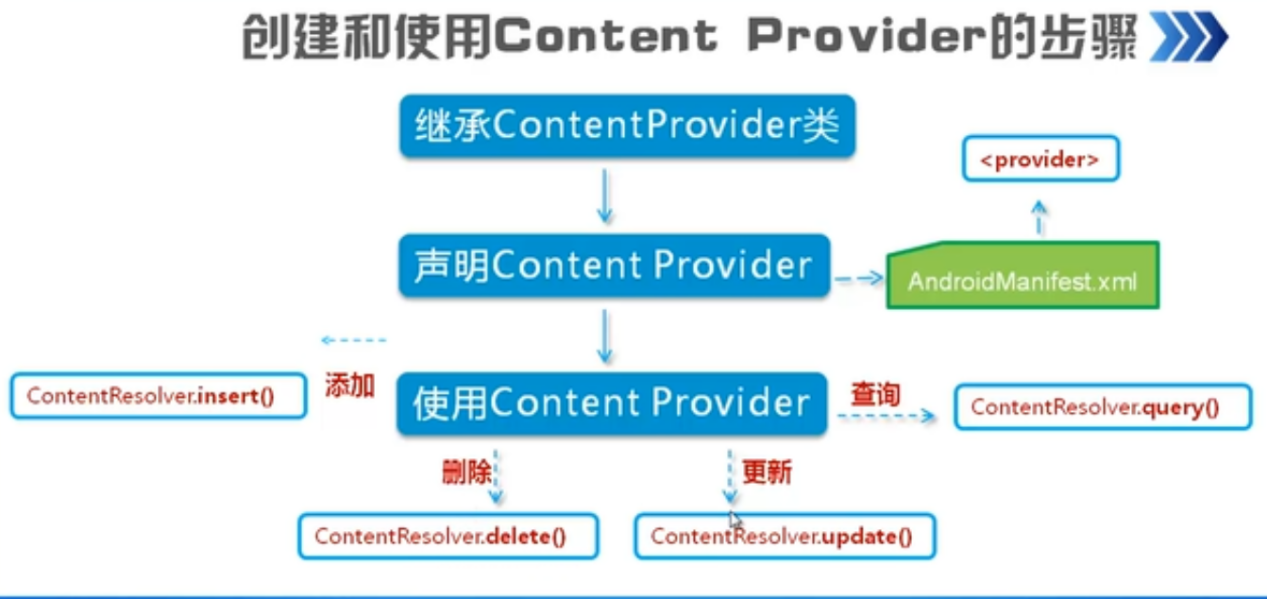 创建和使用Content Provider的步骤
继承ContentProvider类
<provider>
声明Content Provider
AndroidManifest.xml
ContentResolver.insert()
添加
使用Content Provider
查询
ContentResolver.query()
删除
更新
ContentResolver.delete()
ContentResolver.update()